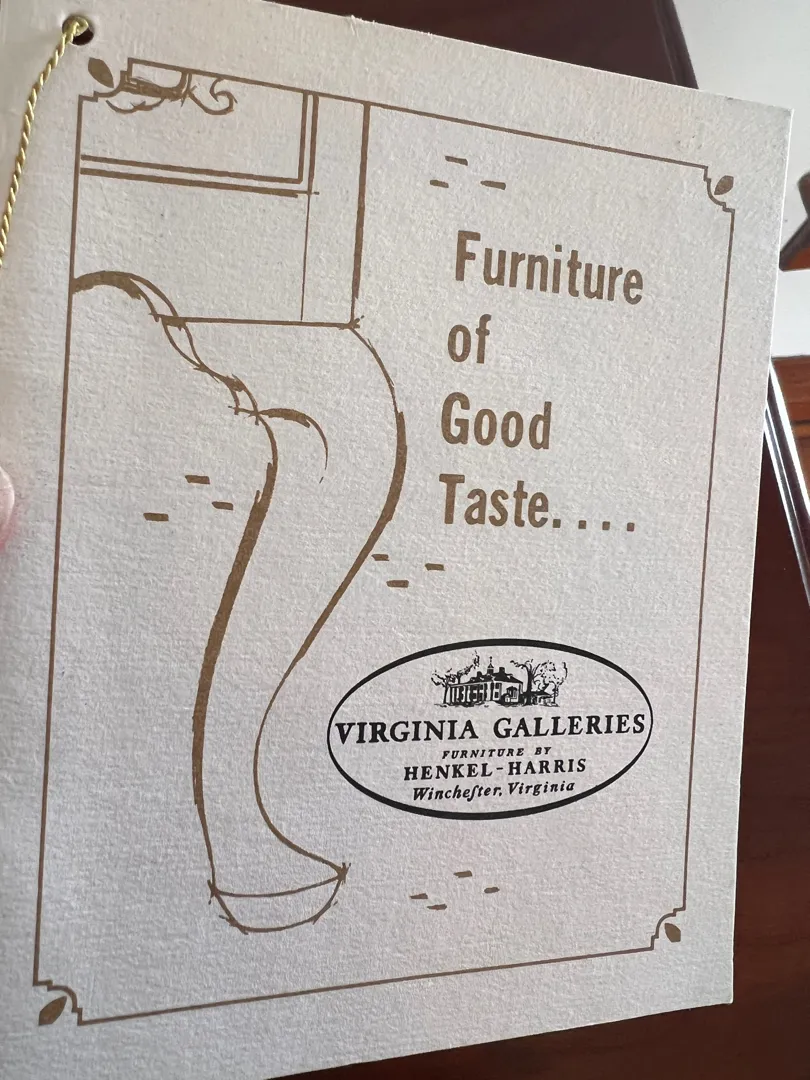 Furniture
of
Good
Taste....
VIRGINIA GALLERIES
FURNITURE BY
HENKEL-HARRIS
Wincheſter, Virginia